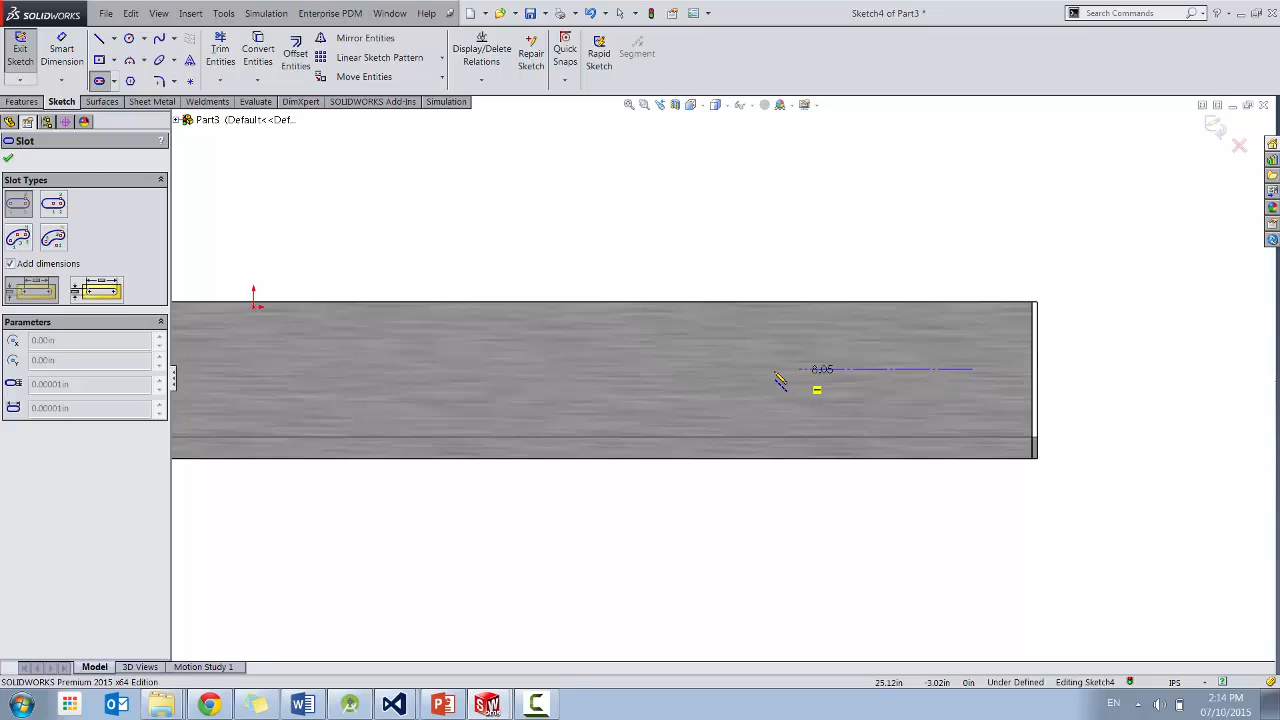 SOLIDWORKS File Edit View Insert Tools Simulation Enterprise PDM Window Help Sketch4 of Part3 * Search Commands
Exit Sketch
Smart Dimension
Trim Entities
Convert Entities
Offset Entities
Mirror Entities
Linear Sketch Pattern
Move Entities
Display/Delete Relations
Repair Sketch
Quick Snaps
Rapid Sketch
Segment
Features Sketch Surfaces Sheet Metal Weldments Evaluate DimXpert SOLIDWORKS Add-Ins Simulation
Part3 (Default<<Def...
Slot ?
Slot Types
Add dimensions
Parameters
0.00in
0.00in
0.00001in
0.00001in
8.05
Model 3D Views Motion Study 1
SOLIDWORKS Premium 2015 x64 Edition 25.12in -3.02in 0in Under Defined Editing Sketch4 IPS
EN 2:14 PM
07/10/2015